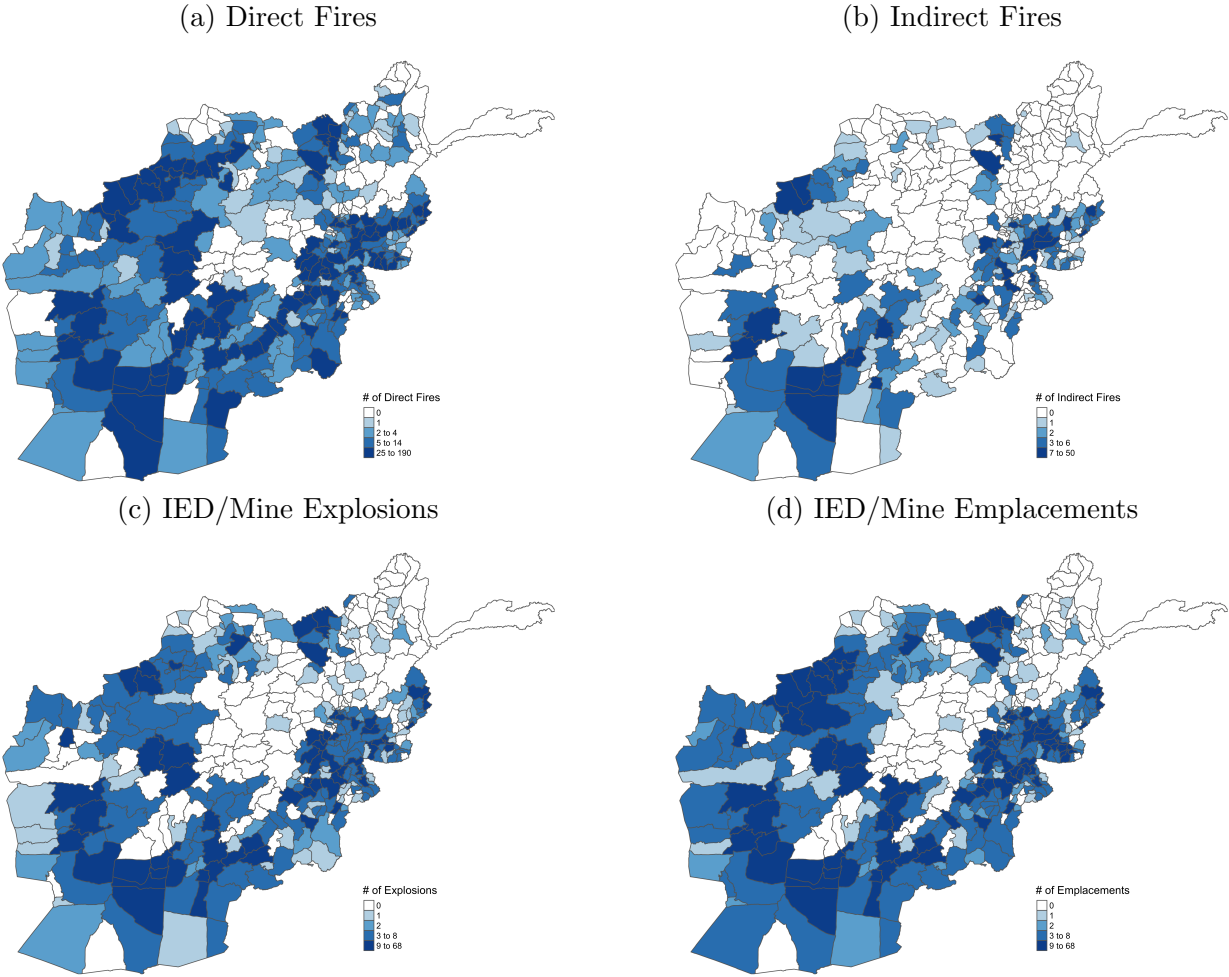 (a) Direct Fires
(b) Indirect Fires
# of Direct Fires
0
1
2 to 4
5 to 14
25 to 190
# of Indirect Fires
0
1
2
3 to 6
7 to 50
(c) IED/Mine Explosions
(d) IED/Mine Emplacements
# of Explosions
0
1
2
3 to 8
9 to 68
# of Emplacements
0
1
2
3 to 8
9 to 68